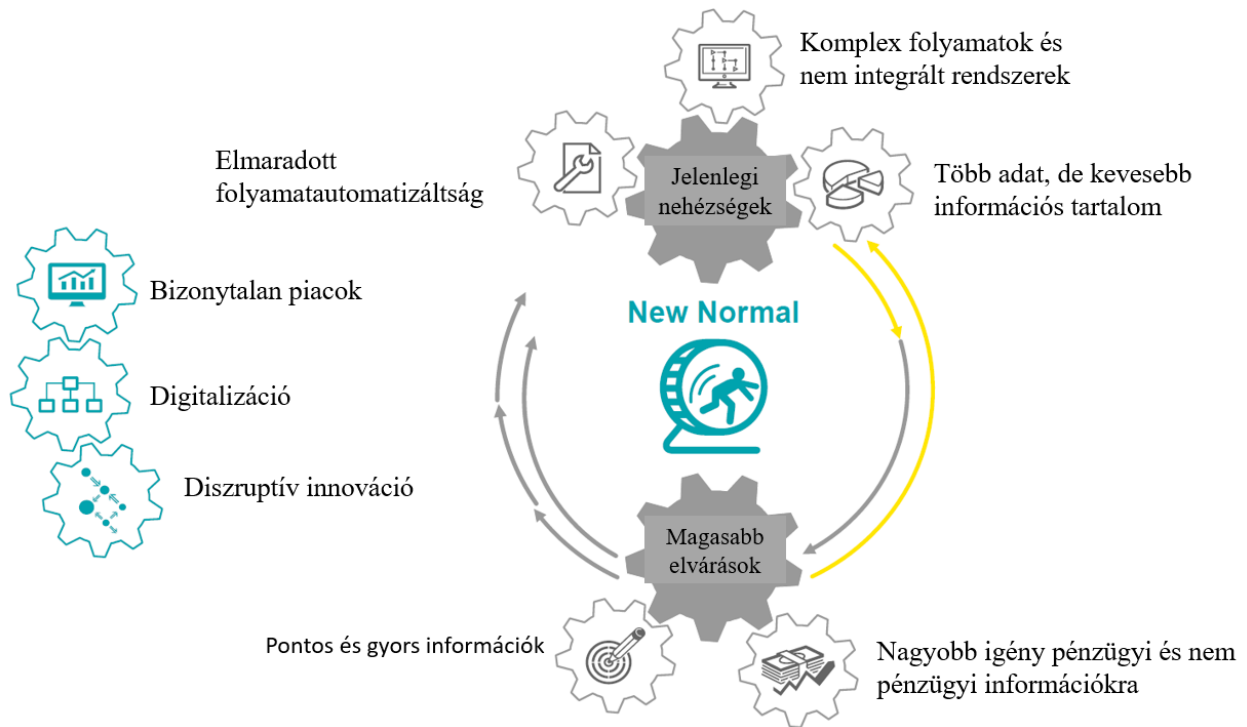 Komplex folyamatok és
nem integrált rendszerek
Elmaradott
folyamatautomatizáltság
Jelenlegi
nehézségek
Több adat, de kevesebb
információs tartalom
Bizonytalan piacok
New Normal
Digitalizáció
Diszruptív innováció
Magasabb
elvárások
Pontos és gyors információk
Nagyobb igény pénzügyi és nem
pénzügyi információkra